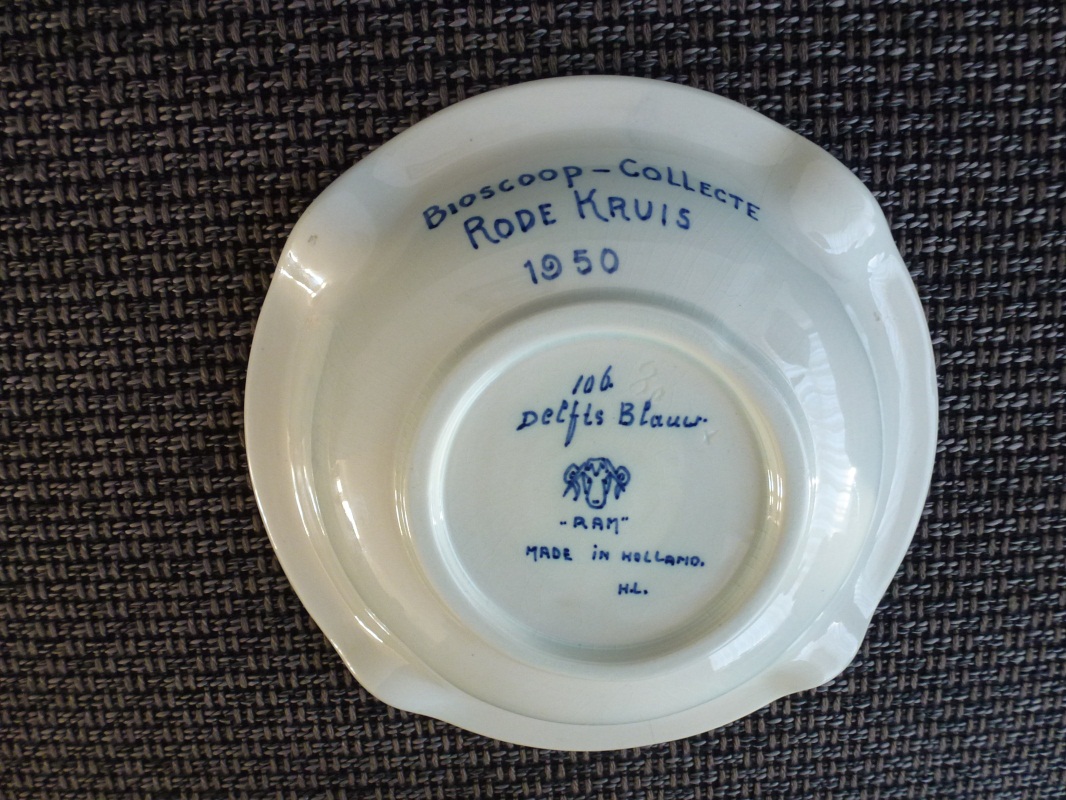 BIOSCOOP-COLLECTE
RODE KRUIS
1950
106
Delfts Blauw.
"RAM"
MADE iN HOLLAND.
HL.